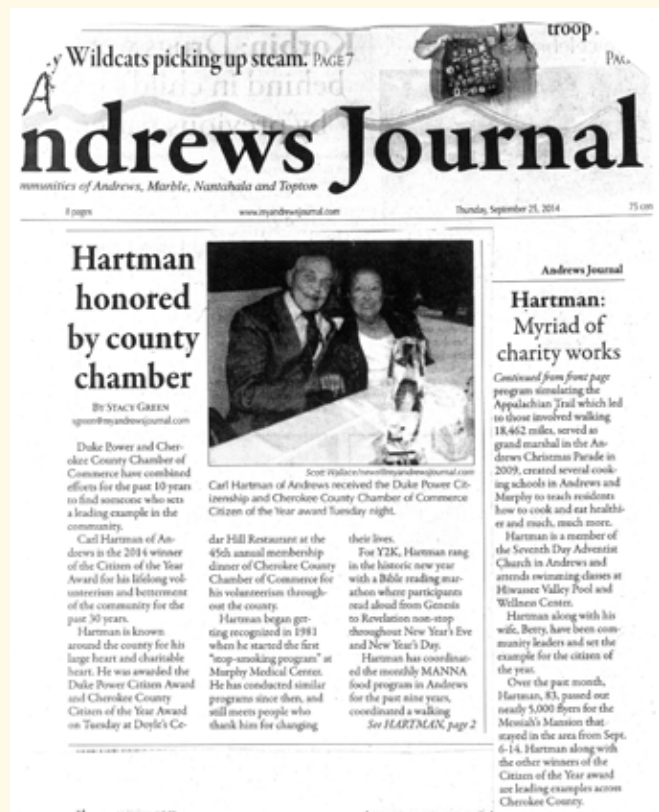 troop.
Wildcats picking up steam. PAGE 7
Andrews Journal
mmunities of Andrews, Marble, Nantahala and Topton
8 pages
www.myandrewsjournal.com
Thursday, September 25, 2014
75 cen
Hartman
honored
by county
chamber
BY STACY GREEN
sgreen@myandrewsjournal.com
Duke Power and Cher-
okee County Chamber of
Commerce have combined
efforts for the past 10 years
to find someone who sets
a leading example in the
community.
Carl Hartman of An-
drews is the 2014 winner
of the Citizen of the Year
Award for his lifelong vol-
unteerism and betterment
of the community for the
past 30 years.
Hartman is known
around the county for his
large heart and charitable
heart. He was awarded the
Duke Power Citizen Award
and Cherokee County
Citizen of the Year Award
on Tuesday at Doyle's Ce-
Scott Wallace/news@myandrewsjournal.com
Carl Hartman of Andrews received the Duke Power Cit-
izenship and Cherokee County Chamber of Commerce
Citizen of the Year award Tuesday night.
dar Hill Restaurant at the
45th annual membership
dinner of Cherokee County
Chamber of Commerce for
his volunteerism through-
out the county.
Hartman began get-
ting recognized in 1981
when he started the first
"stop-smoking program" at
Murphy Medical Center.
He has conducted similar
programs since then, and
still meets people who
thank him for changing
their lives.
For Y2K, Hartman rang
in the historic new year
with a Bible reading mar-
athon where participants
read aloud from Genesis
to Revelation non-stop
throughout New Year's Eve
and New Year's Day.
Hartman has coordinat-
ed the monthly MANNA
food program in Andrews
for the past nine years,
coordinated a walking
See HARTMAN, page 2
Andrews Journal
Hartman:
Myriad of
charity works
Continued from front page
program simulating the
Appalachian Trail which led
to those involved walking
18,462 miles, served as
grand marshal in the An-
drews Christmas Parade in
2009, created several cook-
ing schools in Andrews and
Murphy to teach residents
how to cook and eat healthi-
er and much, much more.
Hartman is a member of
the Seventh Day Adventist
Church in Andrews and
attends swimming classes at
Hiwassee Valley Pool and
Wellness Center.
Hartman along with his
wife, Betty, have been com-
munity leaders and set the
example for the citizen of
the year.
Over the past month,
Hartman, 83, passed out
nearly 5,000 flyers for the
Messiah's Mansion that
stayed in the area from Sept.
6-14. Hartman along with
the other winners of the
Citizen of the Year award
are leading examples across
Cherokee County.